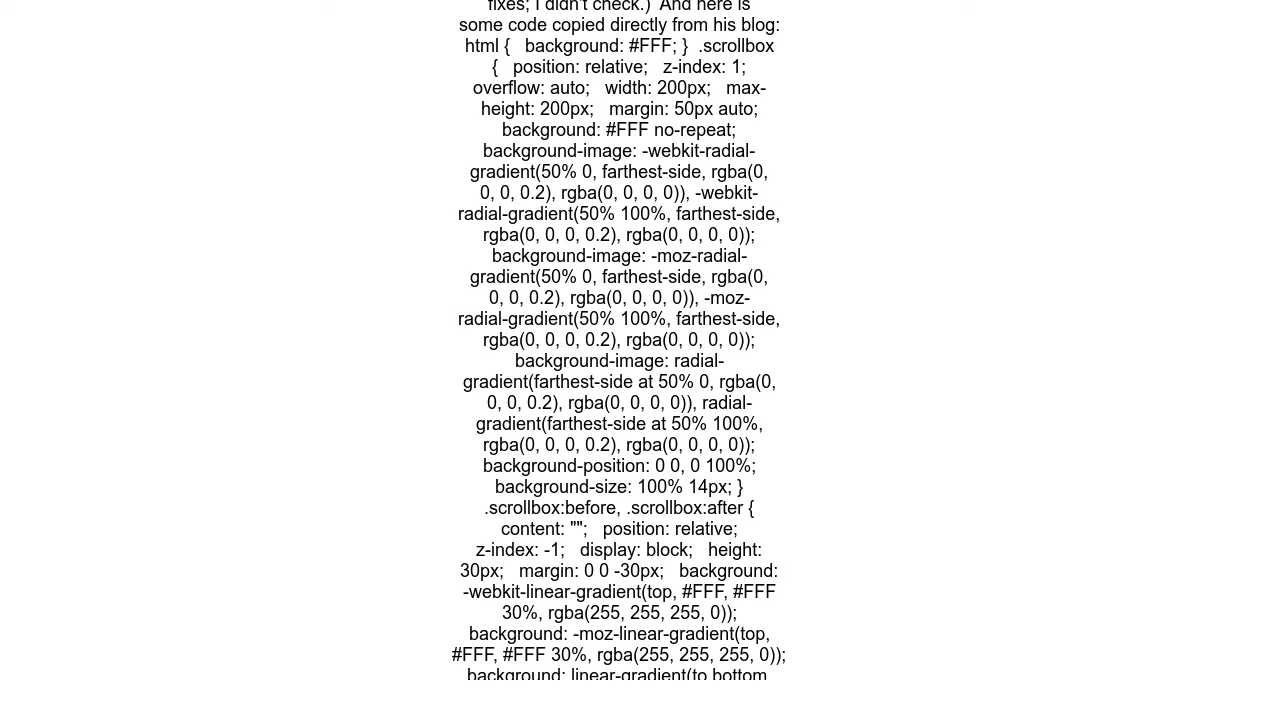 fixes; I didn't check.)  And here is
some code copied directly from his blog:
html {   background: #FFF; }  .scrollbox
{   position: relative;   z-index: 1;
overflow: auto;   width: 200px;   max-
height: 200px;   margin: 50px auto;
background: #FFF no-repeat;
background-image: -webkit-radial-
gradient(50% 0, farthest-side, rgba(0,
0, 0, 0.2), rgba(0, 0, 0, 0)), -webkit-
radial-gradient(50% 100%, farthest-side,
rgba(0, 0, 0, 0.2), rgba(0, 0, 0, 0));
background-image: -moz-radial-
gradient(50% 0, farthest-side, rgba(0,
0, 0, 0.2), rgba(0, 0, 0, 0)), -moz-
radial-gradient(50% 100%, farthest-side,
rgba(0, 0, 0, 0.2), rgba(0, 0, 0, 0));
background-image: radial-
gradient(farthest-side at 50% 0, rgba(0,
0, 0, 0.2), rgba(0, 0, 0, 0)), radial-
gradient(farthest-side at 50% 100%,
rgba(0, 0, 0, 0.2), rgba(0, 0, 0, 0));
background-position: 0 0, 0 100%;
background-size: 100% 14px; }
.scrollbox:before, .scrollbox:after {
content: "";   position: relative;
z-index: -1;   display: block;   height:
30px;   margin: 0 0 -30px;   background:
-webkit-linear-gradient(top, #FFF, #FFF
30%, rgba(255, 255, 255, 0));
background: -moz-linear-gradient(top,
#FFF, #FFF 30%, rgba(255, 255, 255, 0));
background: linear-gradient(to bottom,